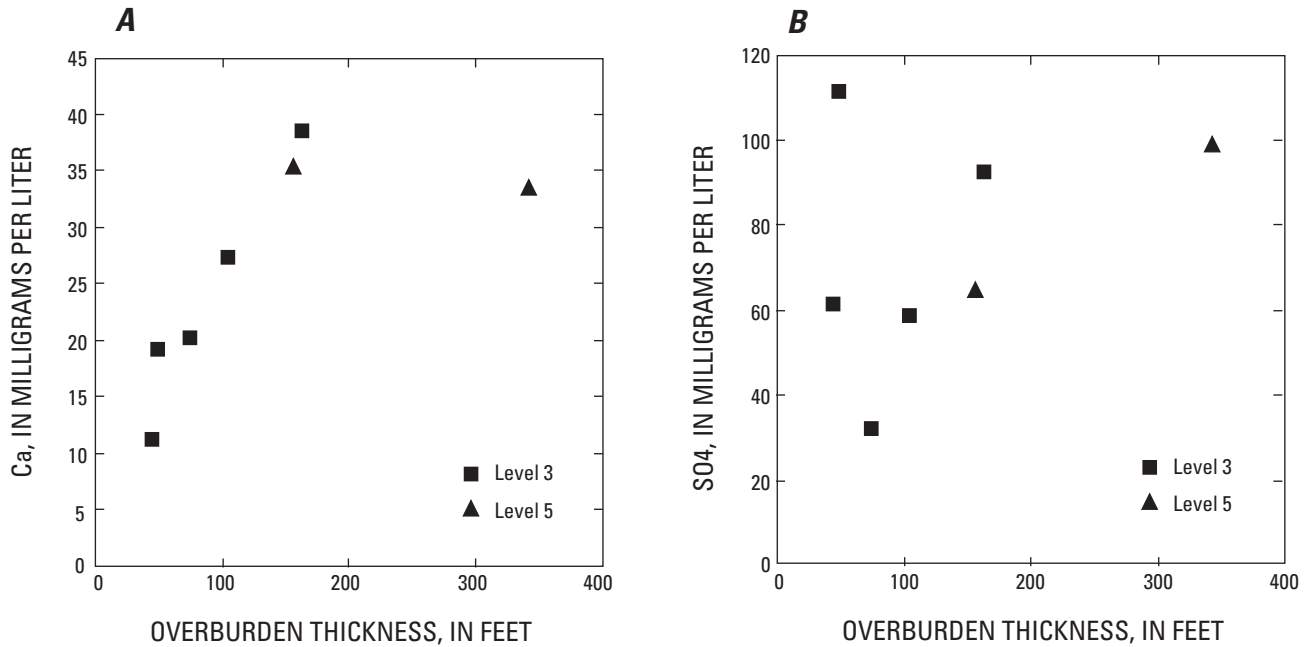 A
45
40
35
30
25
20
15
10
5
0
0 100 200 300 400
Ca, IN MILLIGRAMS PER LITER
OVERBURDEN THICKNESS, IN FEET
Level 3
Level 5
B
120
100
80
60
40
20
0
0 100 200 300 400
SO4, IN MILLIGRAMS PER LITER
OVERBURDEN THICKNESS, IN FEET
Level 3
Level 5